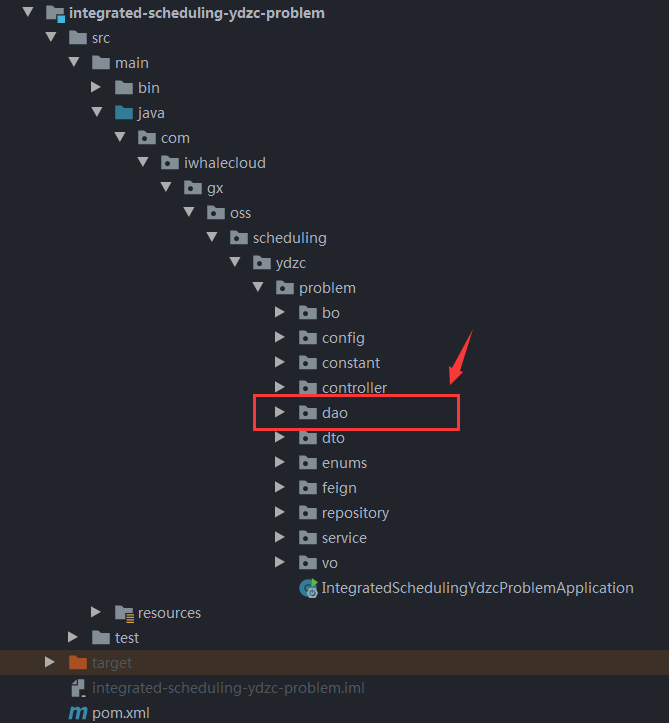 integrated-scheduling-ydzc-problem
src
main
bin
java
com
iwhalecloud
gx
oss
scheduling
ydzc
problem
bo
config
constant
controller
dao
dto
enums
feign
repository
service
vo
IntegratedSchedulingYdzcProblemApplication
resources
test
target
integrated-scheduling-ydzc-problem.iml
pom.xml